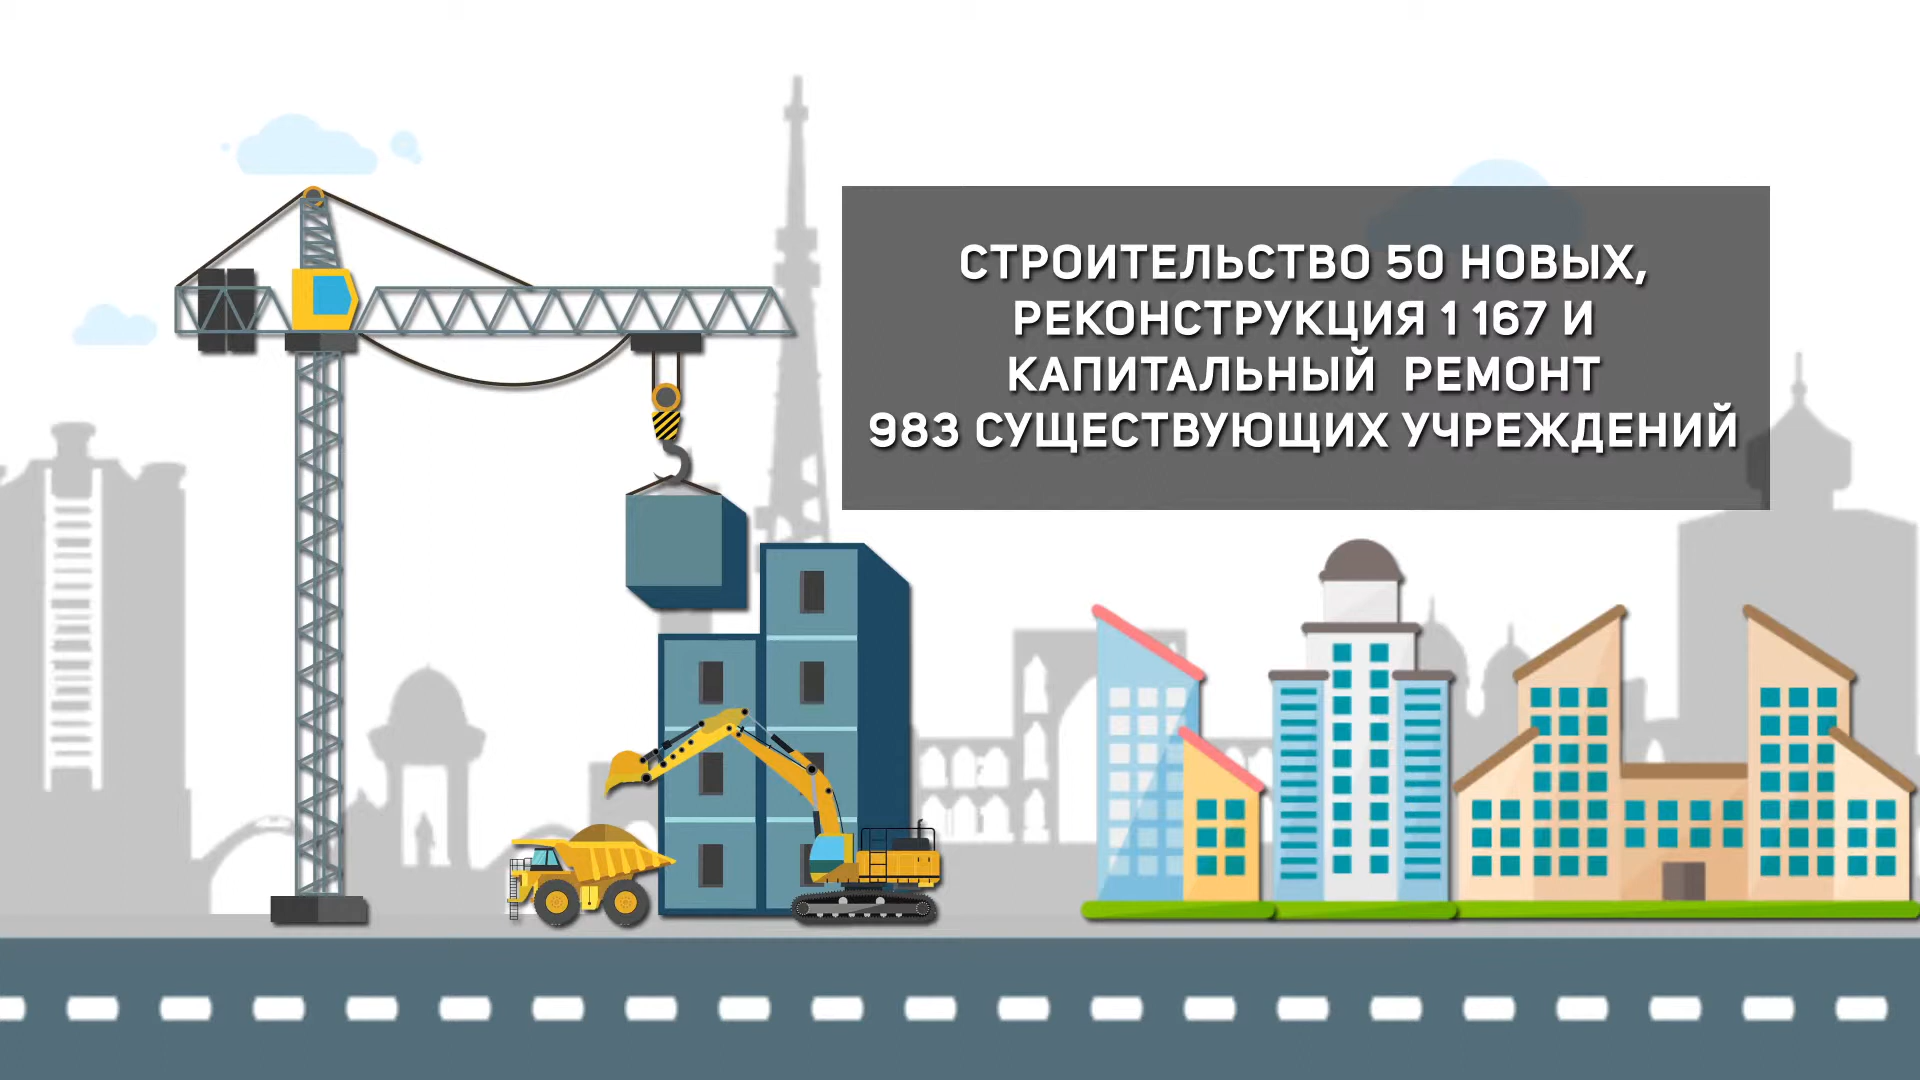 СТРОИТЕЛЬСТВО 50 НОВЫХ,
РЕКОНСТРУКЦИЯ 1 167 И
КАПИТАЛЬНЫЙ РЕМОНТ
983 СУЩЕСТВУЮЩИХ УЧРЕЖДЕНИЙ